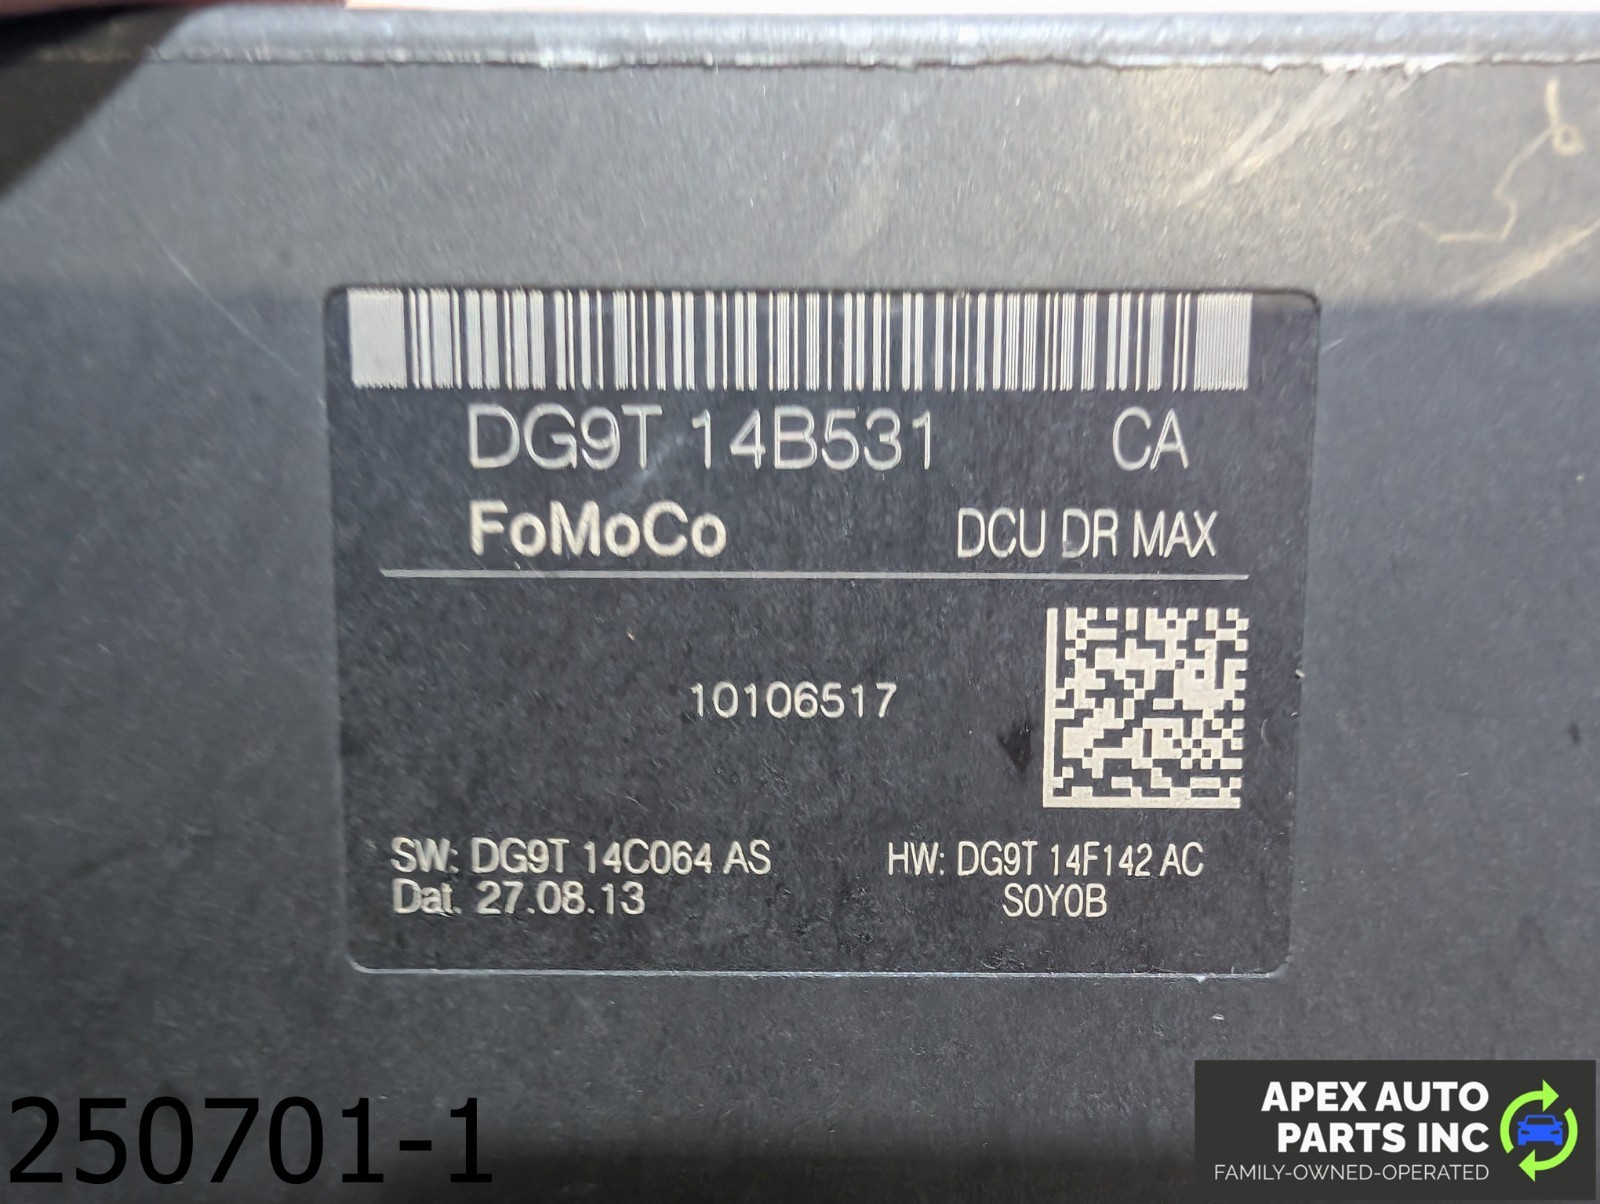 DG9T 14B531 CA
FoMoCo DCU DR MAX
10106517
SW: DG9T 14C064 AS HW: DG9T 14F142 AC
Dat. 27.08.13 S0Y0B
250701-1
APEX AUTO
PARTS INC
FAMILY-OWNED-OPERATED